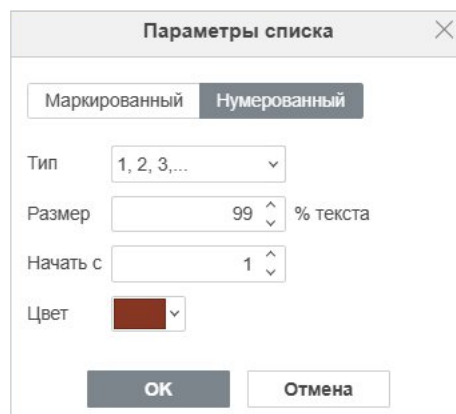 Параметры списка
Маркированный Нумерованный
Тип 1, 2, 3,...
Размер 99 % текста
Начать с 1
Цвет
OK Отмена